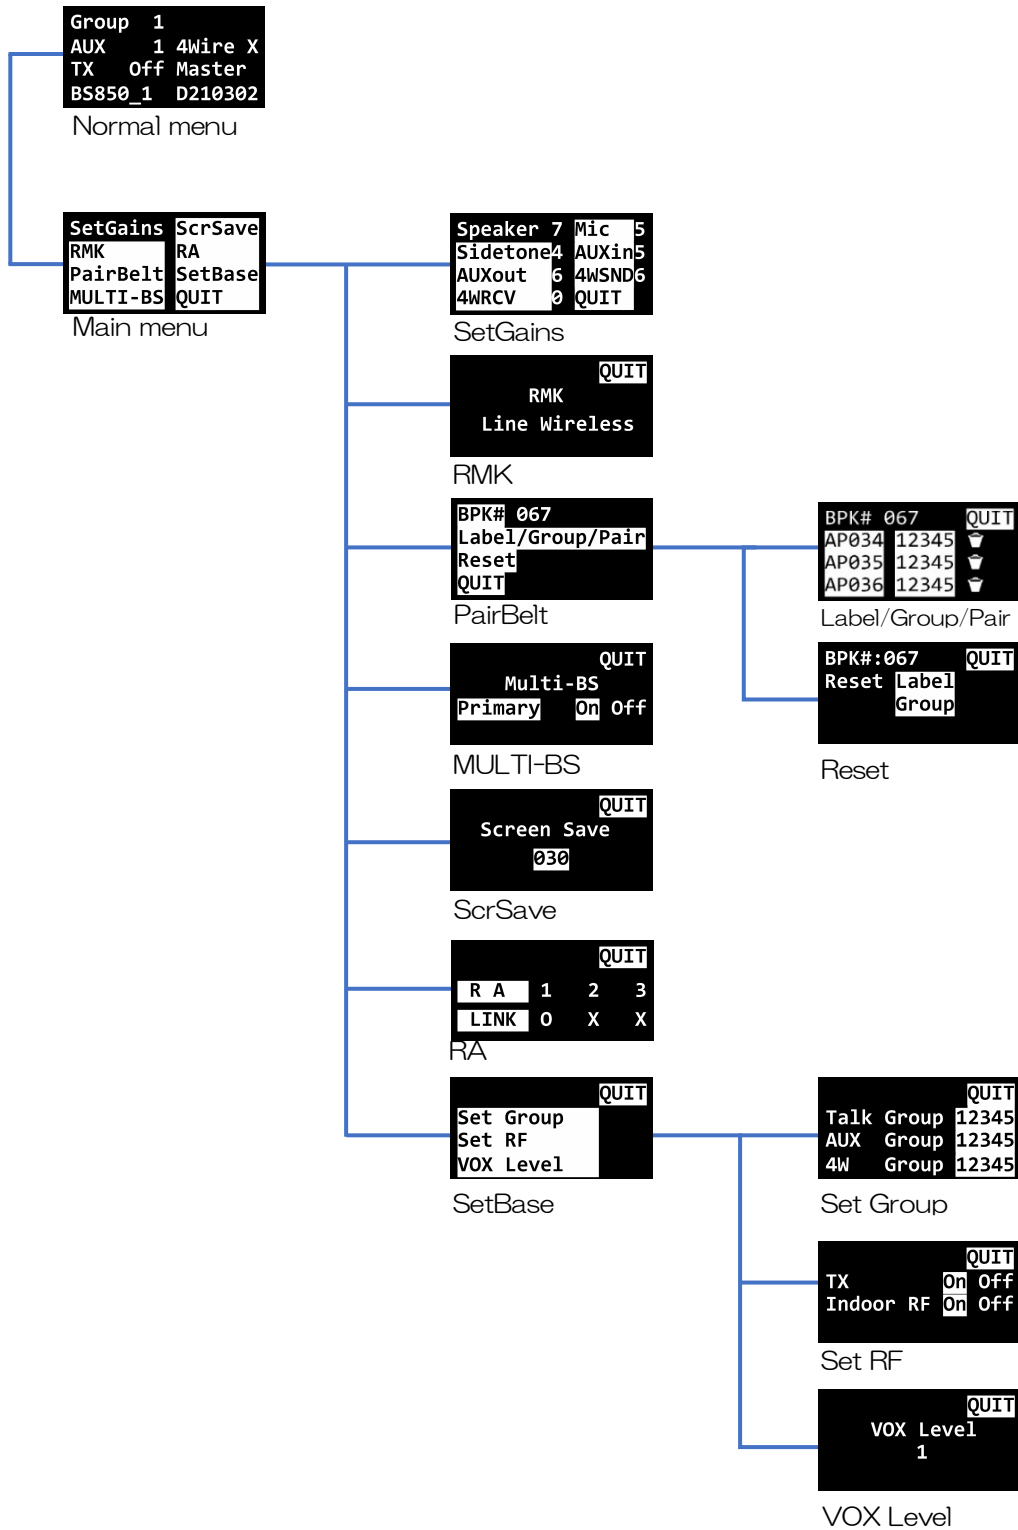 Group 1
AUX 1 4Wire X
TX Off Master
BS850_1 D210302
Normal menu
SetGains ScrSave
RMK RA
PairBelt SetBase
MULTI-BS QUIT
Main menu
Speaker 7 Mic 5
Sidetone4 AUXin5
AUXout 6 4WSND6
4WRCV 0 QUIT
SetGains
QUIT
RMK
Line Wireless
RMK
BPK# 067
Label/Group/Pair
Reset
QUIT
PairBelt
BPK# 067 QUIT
AP034 12345
AP035 12345
AP036 12345
Label/Group/Pair
BPK#:067 QUIT
Reset Label
Group
Reset
QUIT
Multi-BS
Primary On Off
MULTI-BS
QUIT
Screen Save
030
ScrSave
QUIT
R A 1 2 3
LINK O X X
RA
QUIT
Set Group
Set RF
VOX Level
SetBase
QUIT
Talk Group 12345
AUX Group 12345
4W Group 12345
Set Group
QUIT
TX On Off
Indoor RF On Off
Set RF
QUIT
VOX Level
1
VOX Level